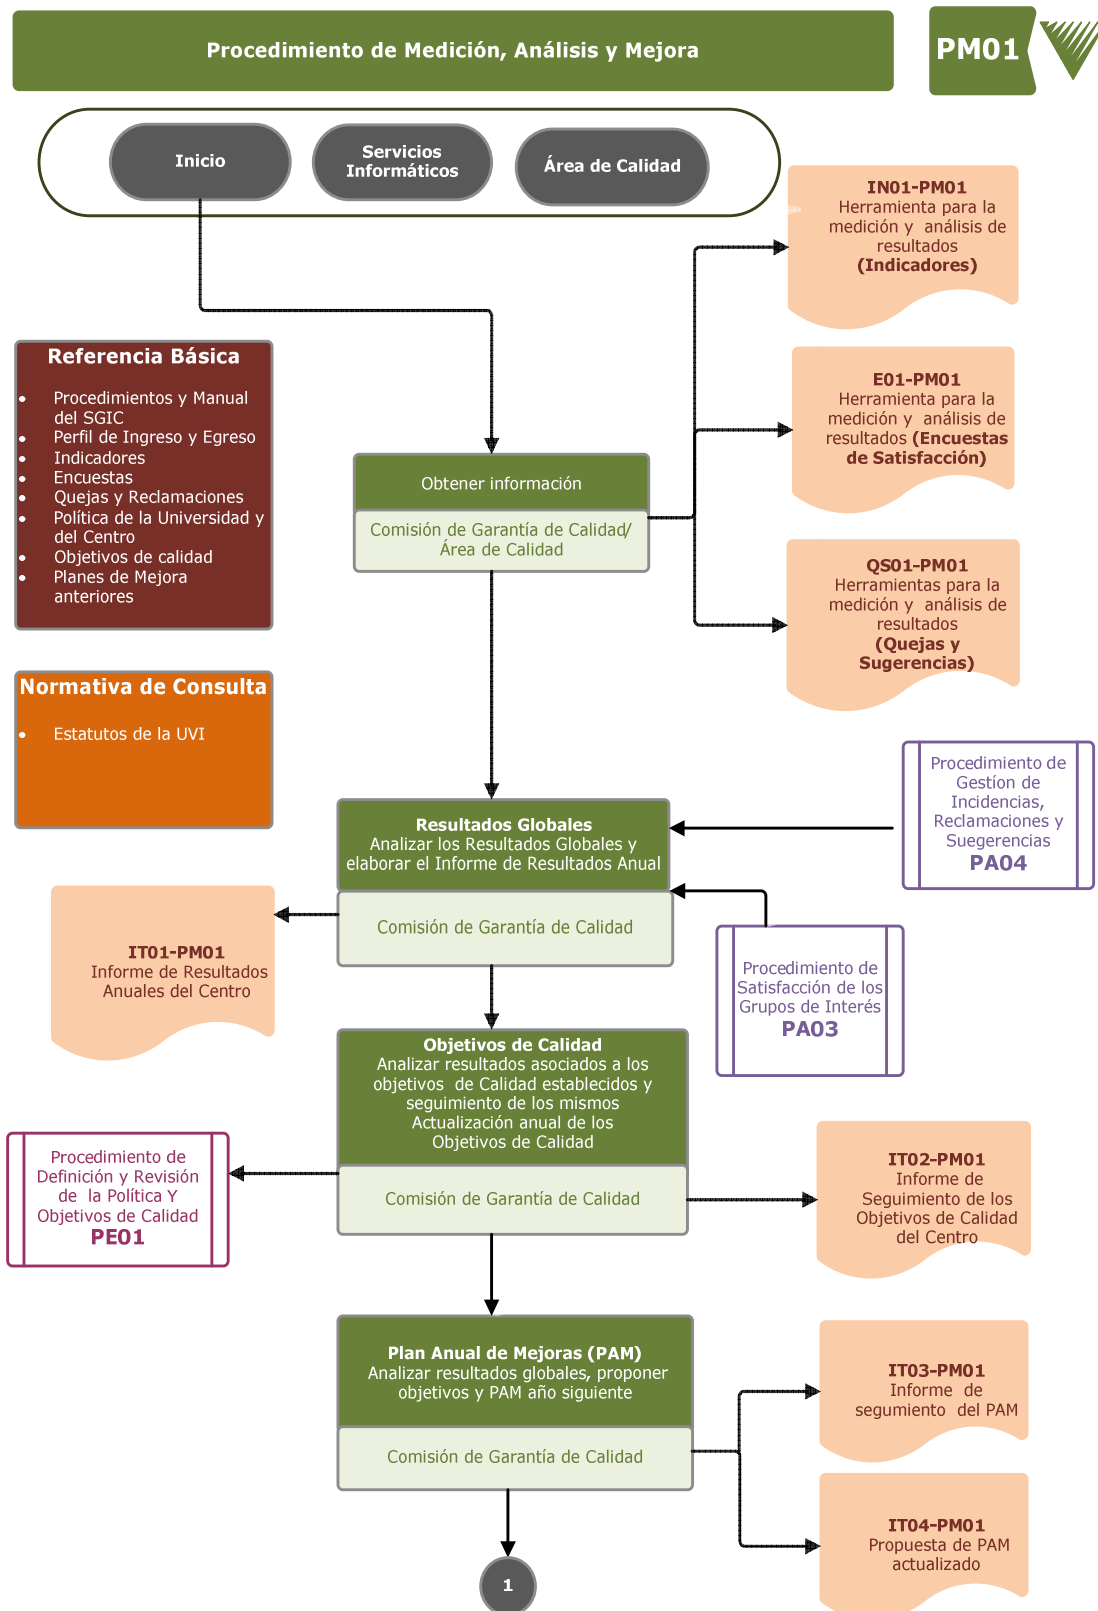 Procedimiento de Medición, Análisis y Mejora
PM01
Inicio
Servicios
Informáticos
Área de Calidad
IN01-PM01
Herramienta para la
medición y análisis de
resultados
(Indicadores)
Referencia Básica
• Procedimientos y Manual
del SGIC
• Perfil de Ingreso y Egreso
• Indicadores
• Encuestas
• Quejas y Reclamaciones
• Política de la Universidad y
del Centro
• Objetivos de calidad
• Planes de Mejora
anteriores
E01-PM01
Herramienta para la
medición y análisis de
resultados (Encuestas
de Satisfacción)
Obtener información
Comisión de Garantía de Calidad/
Área de Calidad
QS01-PM01
Herramientas para la
medición y análisis de
resultados
(Quejas y
Sugerencias)
Normativa de Consulta
• Estatutos de la UVI
Procedimiento de
Gestíon de
Incidencias,
Reclamaciones y
Suegerencias
PA04
Resultados Globales
Analizar los Resultados Globales y
elaborar el Informe de Resultados Anual
Comisión de Garantía de Calidad
IT01-PM01
Informe de Resultados
Anuales del Centro
Procedimiento de
Satisfacción de los
Grupos de Interés
PA03
Objetivos de Calidad
Analizar resultados asociados a los
objetivos de Calidad establecidos y
seguimiento de los mismos
Actualización anual de los
Objetivos de Calidad
Comisión de Garantía de Calidad
Procedimiento de
Definición y Revisión
de la Política Y
Objetivos de Calidad
PE01
IT02-PM01
Informe de
Seguimiento de los
Objetivos de Calidad
del Centro
Plan Anual de Mejoras (PAM)
Analizar resultados globales, proponer
objetivos y PAM año siguiente
Comisión de Garantía de Calidad
IT03-PM01
Informe de
segumiento del PAM
IT04-PM01
Propuesta de PAM
actualizado
1